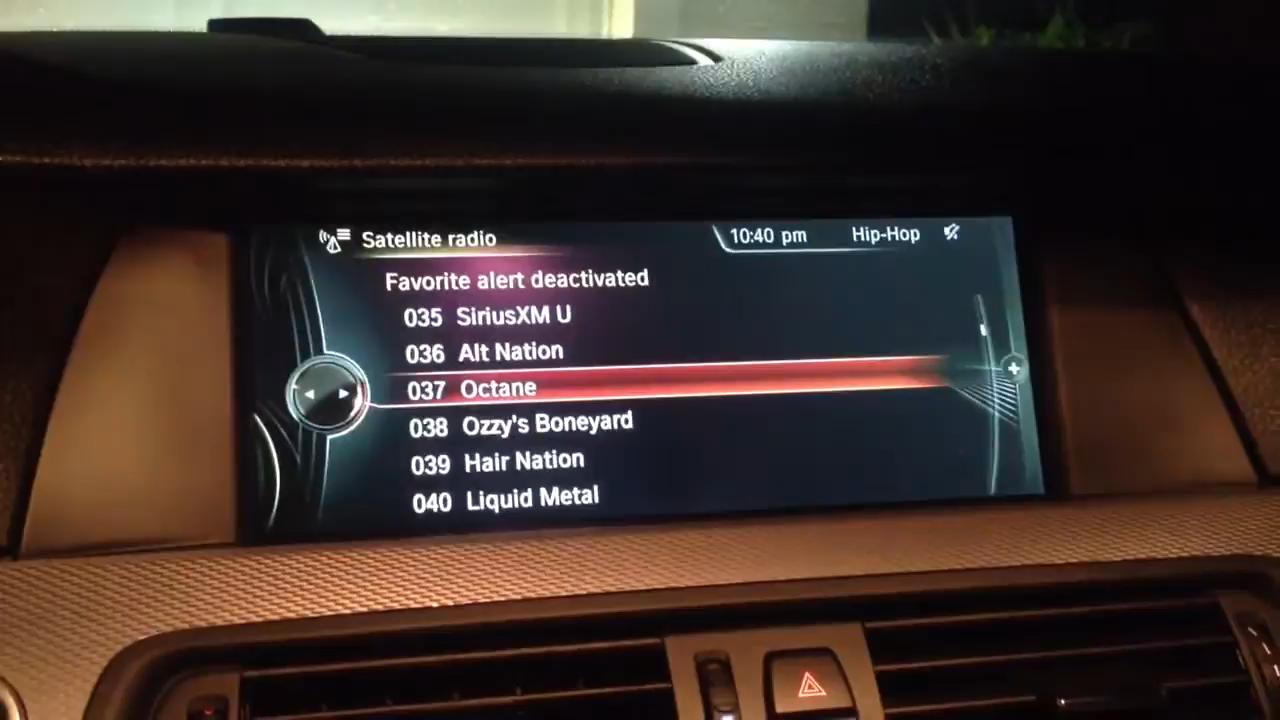 Satellite radio
10:40 pm
Hip-Hop
Favorite alert deactivated
035 SiriusXM U
036 Alt Nation
037 Octane
038 Ozzy's Boneyard
039 Hair Nation
040 Liquid Metal